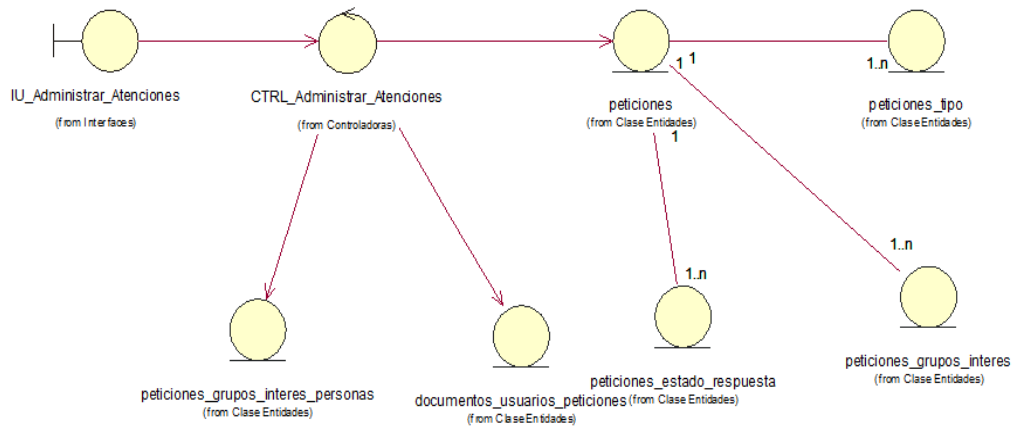 1
1
1..n
IU_Administrar_Atenciones
(from Interfaces)
CTRL_Administrar_Atenciones
(from Controladoras)
peticiones
(from Clase Entidades)
peticiones_tipo
(from Clase Entidades)
1
1..n
1..n
peticiones_grupos_interes_personas
(from Clase Entidades)
documentos_usuarios_peticiones
(from Clase Entidades)
peticiones_estado_respuesta
(from Clase Entidades)
peticiones_grupos_interes
(from Clase Entidades)